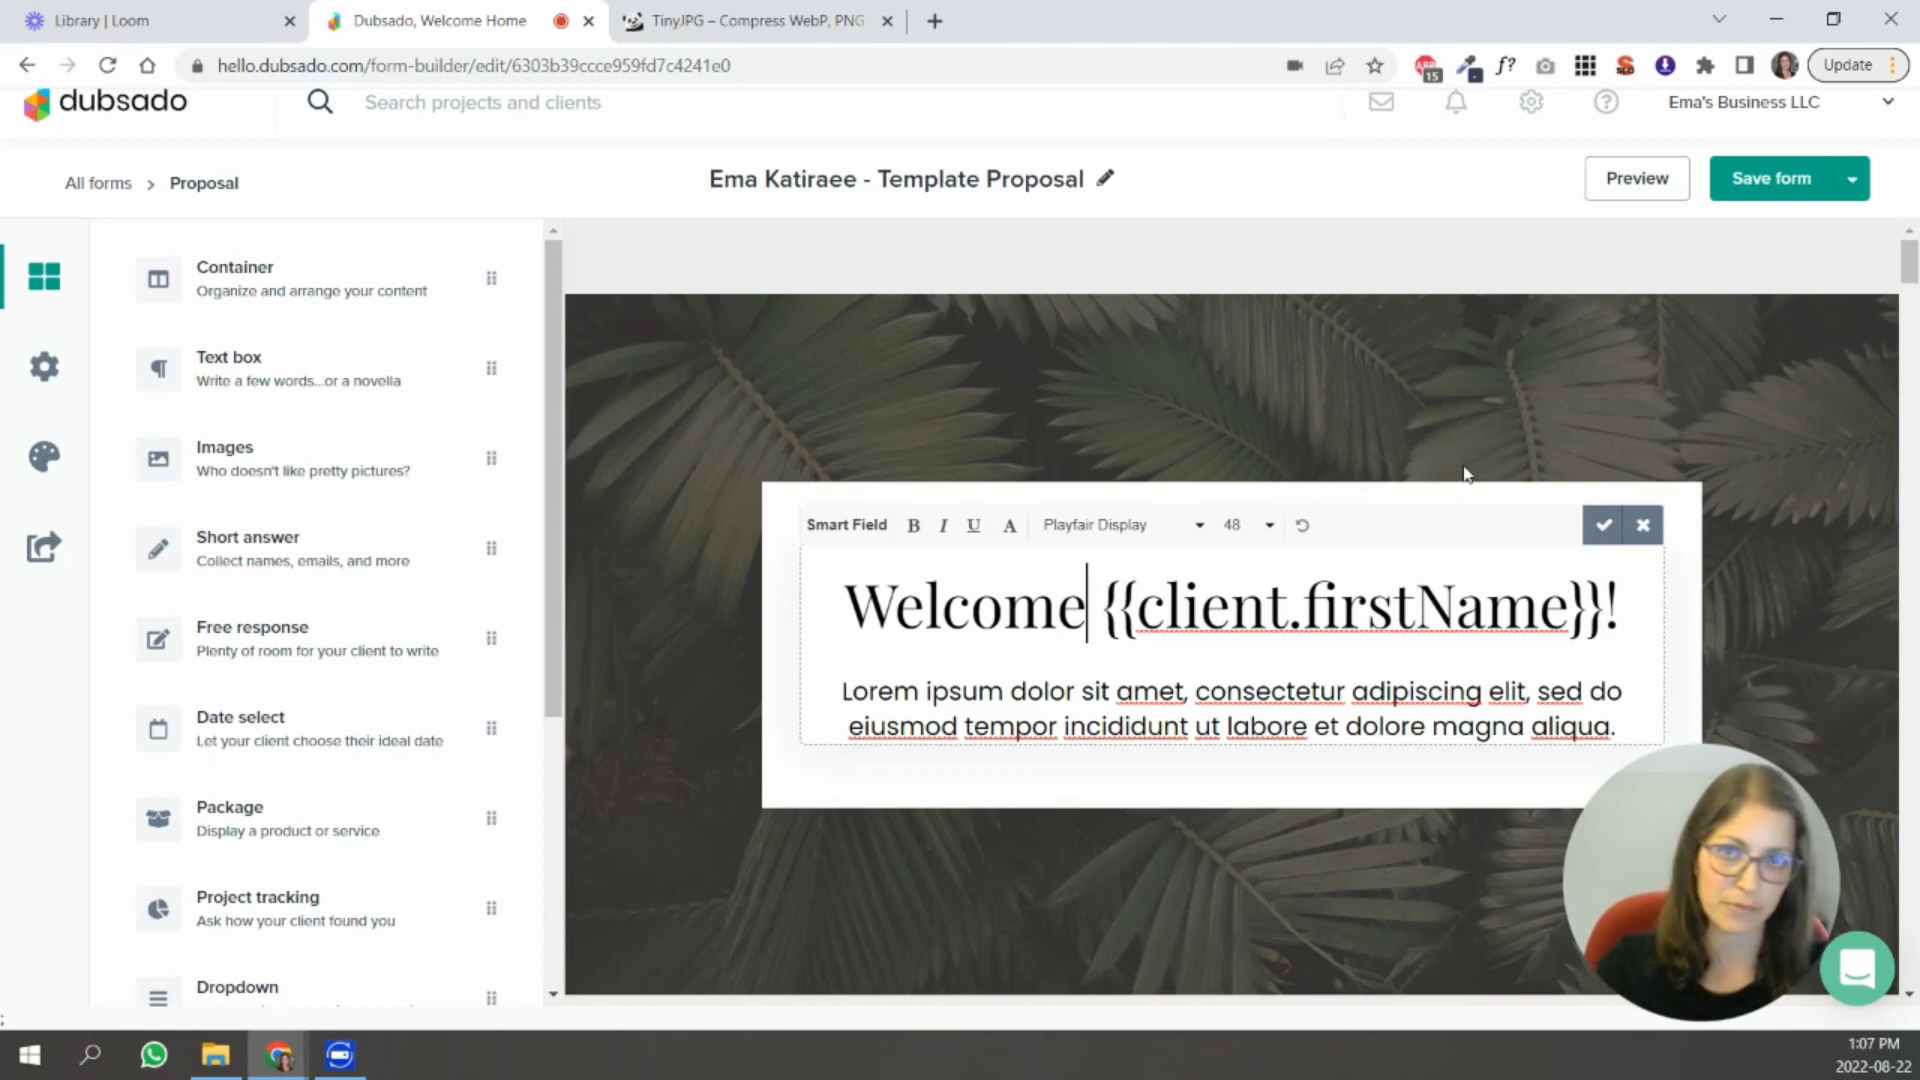 Library | Loom
Dubsado, Welcome Home
TinyJPG – Compress WebP, PNG
hello.dubsado.com/form-builder/edit/6303b39ccce959fd7c4241e0
15
f?
Update
dubsado
Search projects and clients
Ema's Business LLC
All forms > Proposal
Ema Katiraee - Template Proposal
Preview
Save form
Container
Organize and arrange your content
Text box
Write a few words...or a novella
Images
Who doesn't like pretty pictures?
Short answer
Collect names, emails, and more
Free response
Plenty of room for your client to write
Date select
Let your client choose their ideal date
Package
Display a product or service
Project tracking
Ask how your client found you
Dropdown
Smart Field B I U A Playfair Display 48
Welcome {{client.firstName}}!
Lorem ipsum dolor sit amet, consectetur adipiscing elit, sed do
eiusmod tempor incididunt ut labore et dolore magna aliqua.
;
1:07 PM
2022-08-22